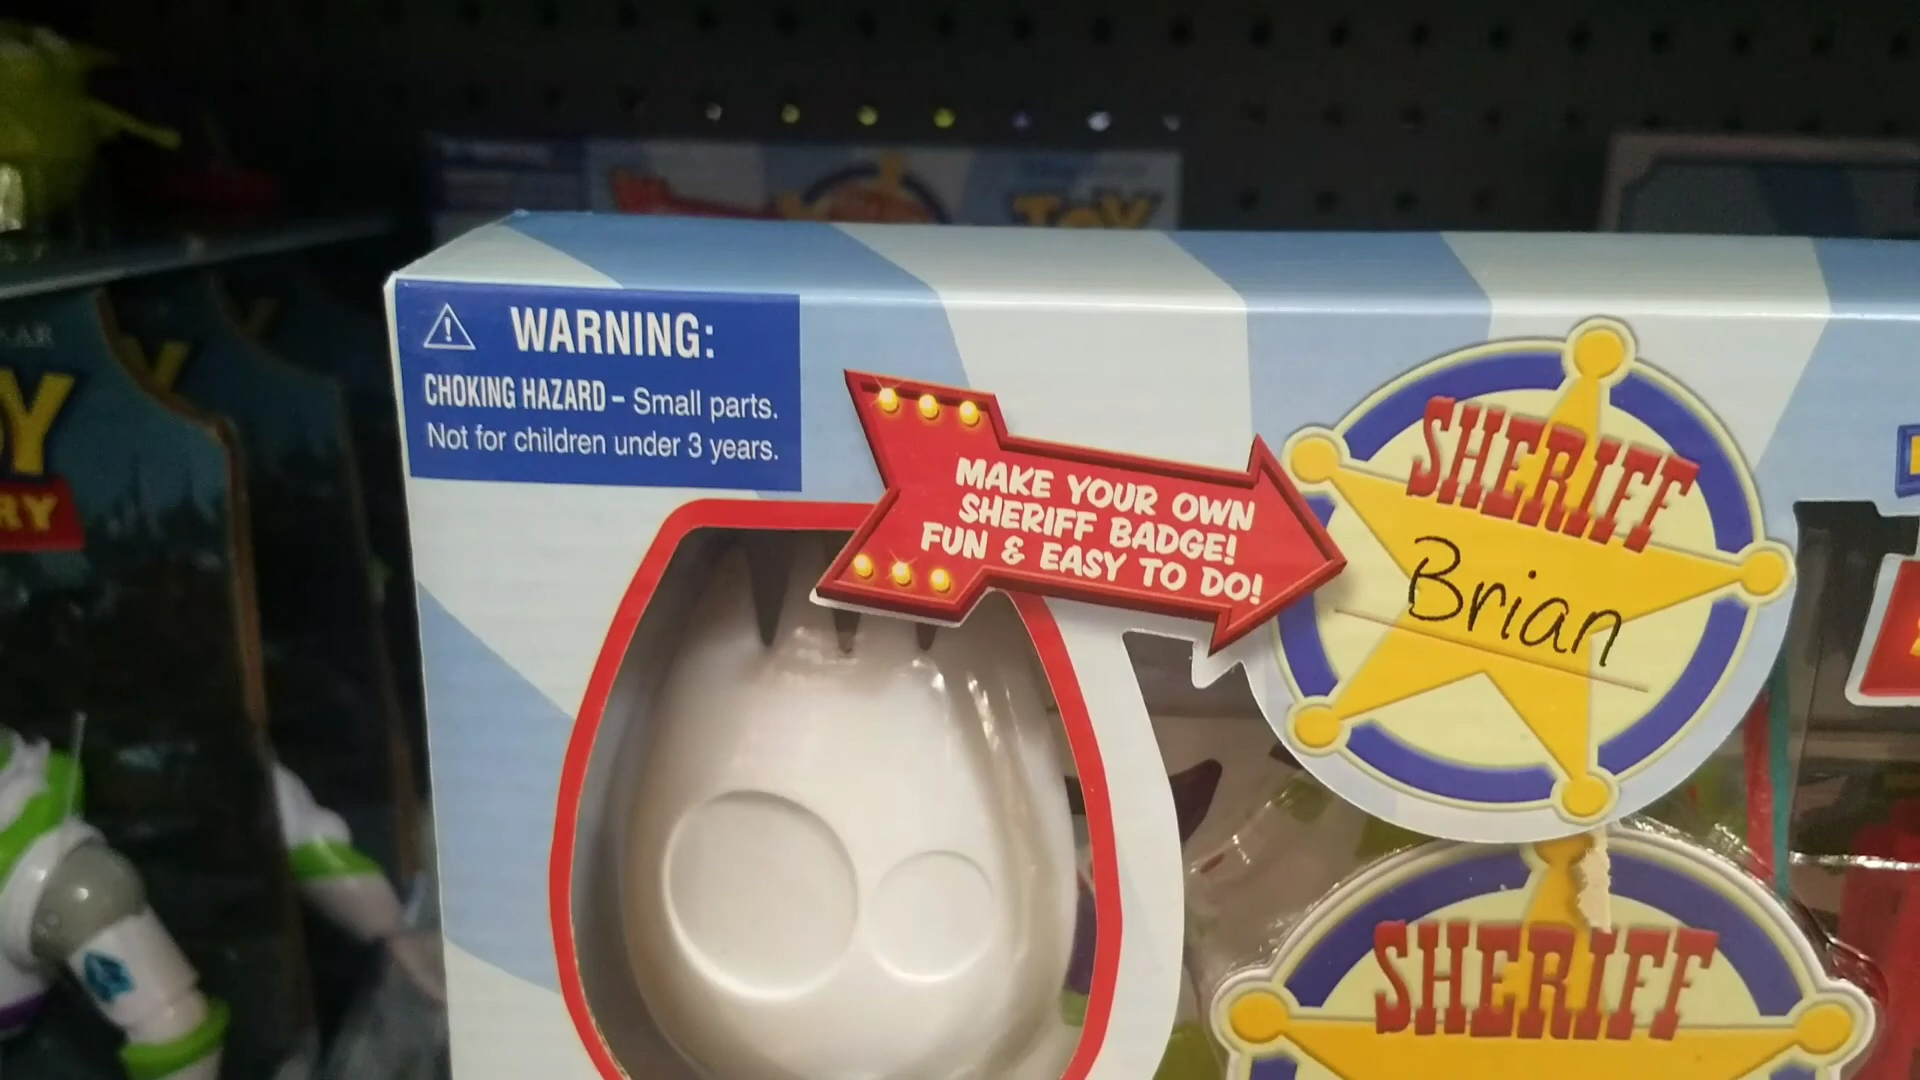 TOY
WARNING:
CHOKING HAZARD – Small parts.
Not for children under 3 years.
MAKE YOUR OWN
SHERIFF BADGE!
FUN & EASY TO DO!
SHERIFF
Brian
SHERIFF